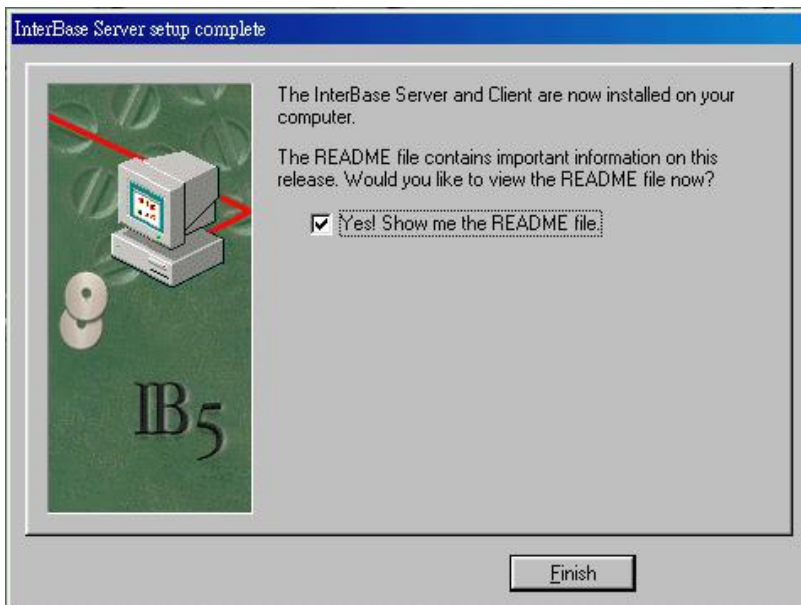 InterBase Server setup complete
The InterBase Server and Client are now installed on your
computer.
The README file contains important information on this
release. Would you like to view the README file now?
Yes! Show me the README file.
IB5
Finish